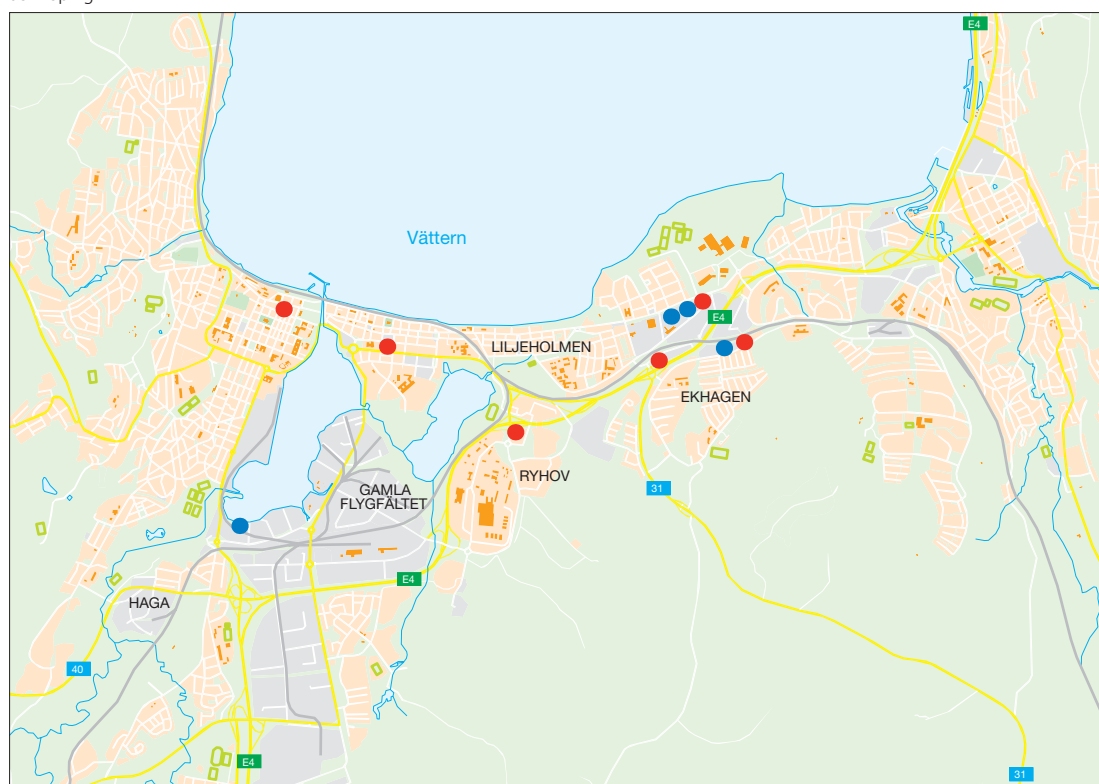 E4
Vättern
E4
LILJEHOLMEN
EKHAGEN
RYHOV
31
GAMLA
FLYGFÄLTET
E4
HAGA
40
E4
31